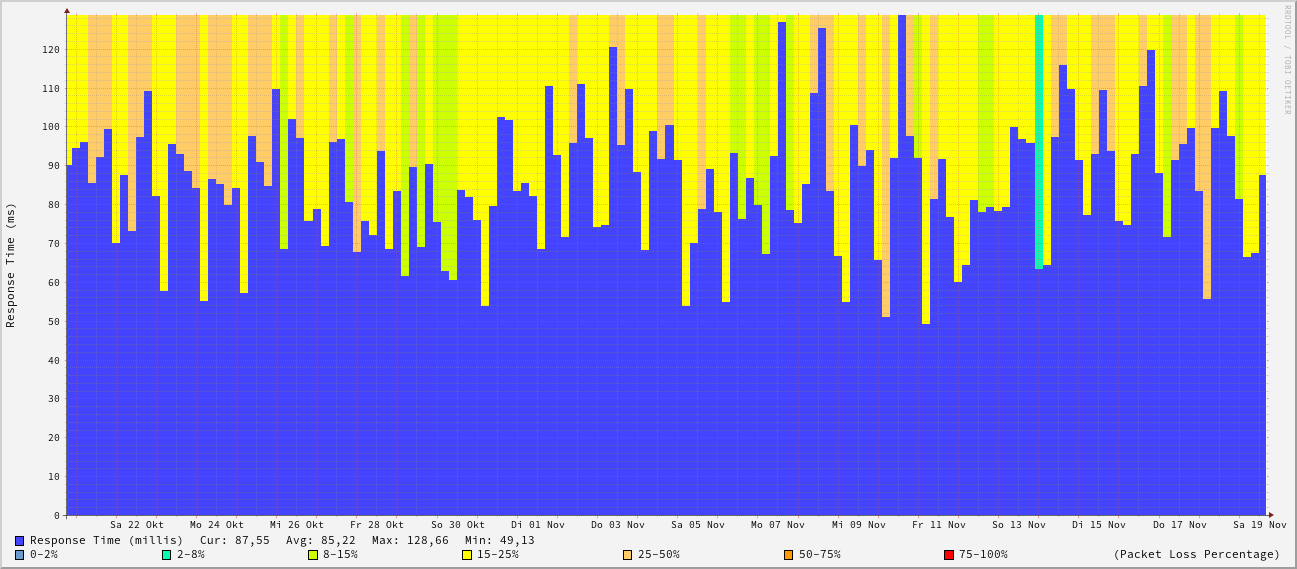 RRDTOOL / TOBI OETIKER
Response Time (ms)
120
110
100
90
80
70
60
50
40
30
20
10
0
Sa 22 Okt Mo 24 Okt Mi 26 Okt Fr 28 Okt So 30 Okt Di 01 Nov Do 03 Nov Sa 05 Nov Mo 07 Nov Mi 09 Nov Fr 11 Nov So 13 Nov Di 15 Nov Do 17 Nov Sa 19 Nov
Response Time (millis) Cur: 87,55 Avg: 85,22 Max: 128,66 Min: 49,13
0-2% 2-8% 8-15% 15-25% 25-50% 50-75% 75-100% (Packet Loss Percentage)